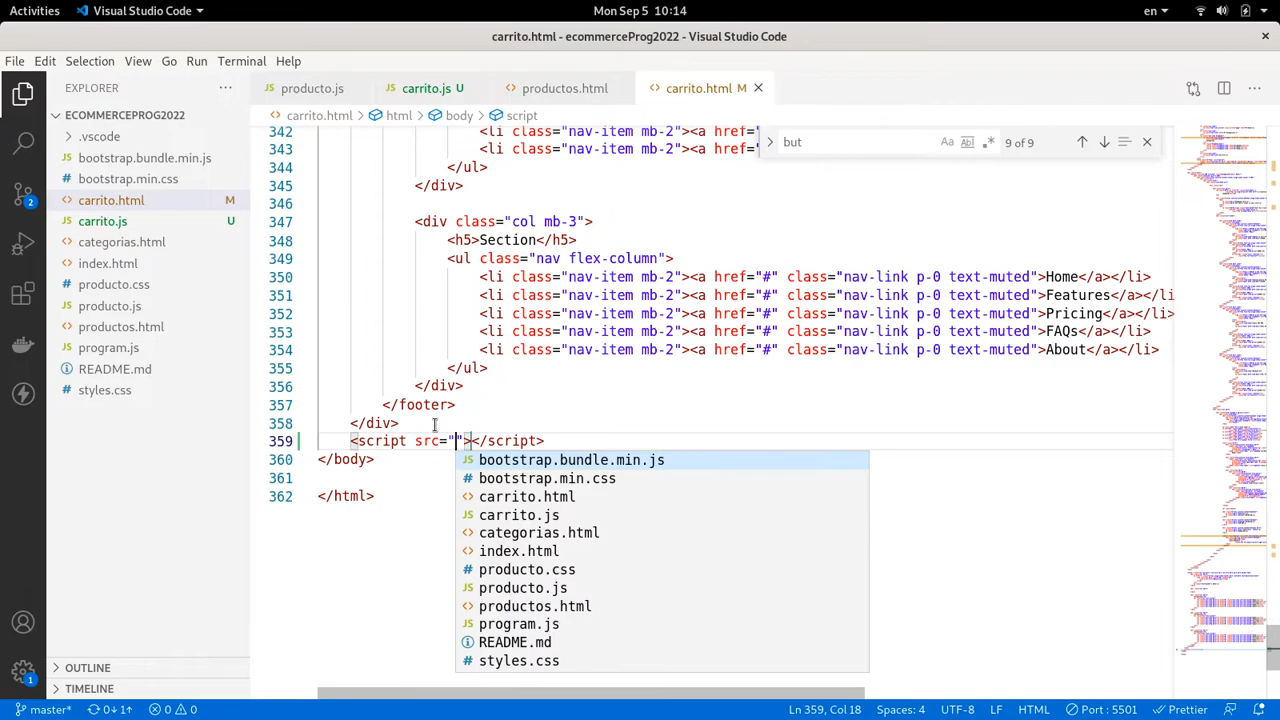 Activities Visual Studio Code Mon Sep 5 10:14 en
carrito.html - ecommerceProg2022 - Visual Studio Code
File Edit Selection View Go Run Terminal Help
EXPLORER
producto.js carrito.js U productos.html carrito.html M
carrito.html html body script
ECOMMERCEPROG2022
.vscode
bootstrap.bundle.min.js
bootstrap.min.css
carrito.html M
carrito.js U
categorias.html
index.html
producto.css
producto.js
productos.html
program.js
README.md
styles.css
OUTLINE
TIMELINE
but Aa Abl .* 9 of 9
342 <li class="nav-item mb-2"><a href="
343 <li class="nav-item mb-2"><a href="
344 </ul>
345 </div>
346
347 <div class="col mb-3">
348 <h5>Section</h5>
349 <ul class="nav flex-column">
350 <li class="nav-item mb-2"><a href="#" class="nav-link p-0 text-muted">Home</a></li>
351 <li class="nav-item mb-2"><a href="#" class="nav-link p-0 text-muted">Features</a></li
352 <li class="nav-item mb-2"><a href="#" class="nav-link p-0 text-muted">Pricing</a></li>
353 <li class="nav-item mb-2"><a href="#" class="nav-link p-0 text-muted">FAQs</a></li>
354 <li class="nav-item mb-2"><a href="#" class="nav-link p-0 text-muted">About</a></li>
355 </ul>
356 </div>
357 </footer>
358 </div>
359 <script src=""></script>
360 </body>
361
362 </html>
bootstrap.bundle.min.js
bootstrap.min.css
carrito.html
carrito.js
categorias.html
index.html
producto.css
producto.js
productos.html
program.js
README.md
styles.css
2
1
master* 0↓1↑ 0 0 Ln 359, Col 18 Spaces: 4 UTF-8 LF HTML Port : 5501 Prettier